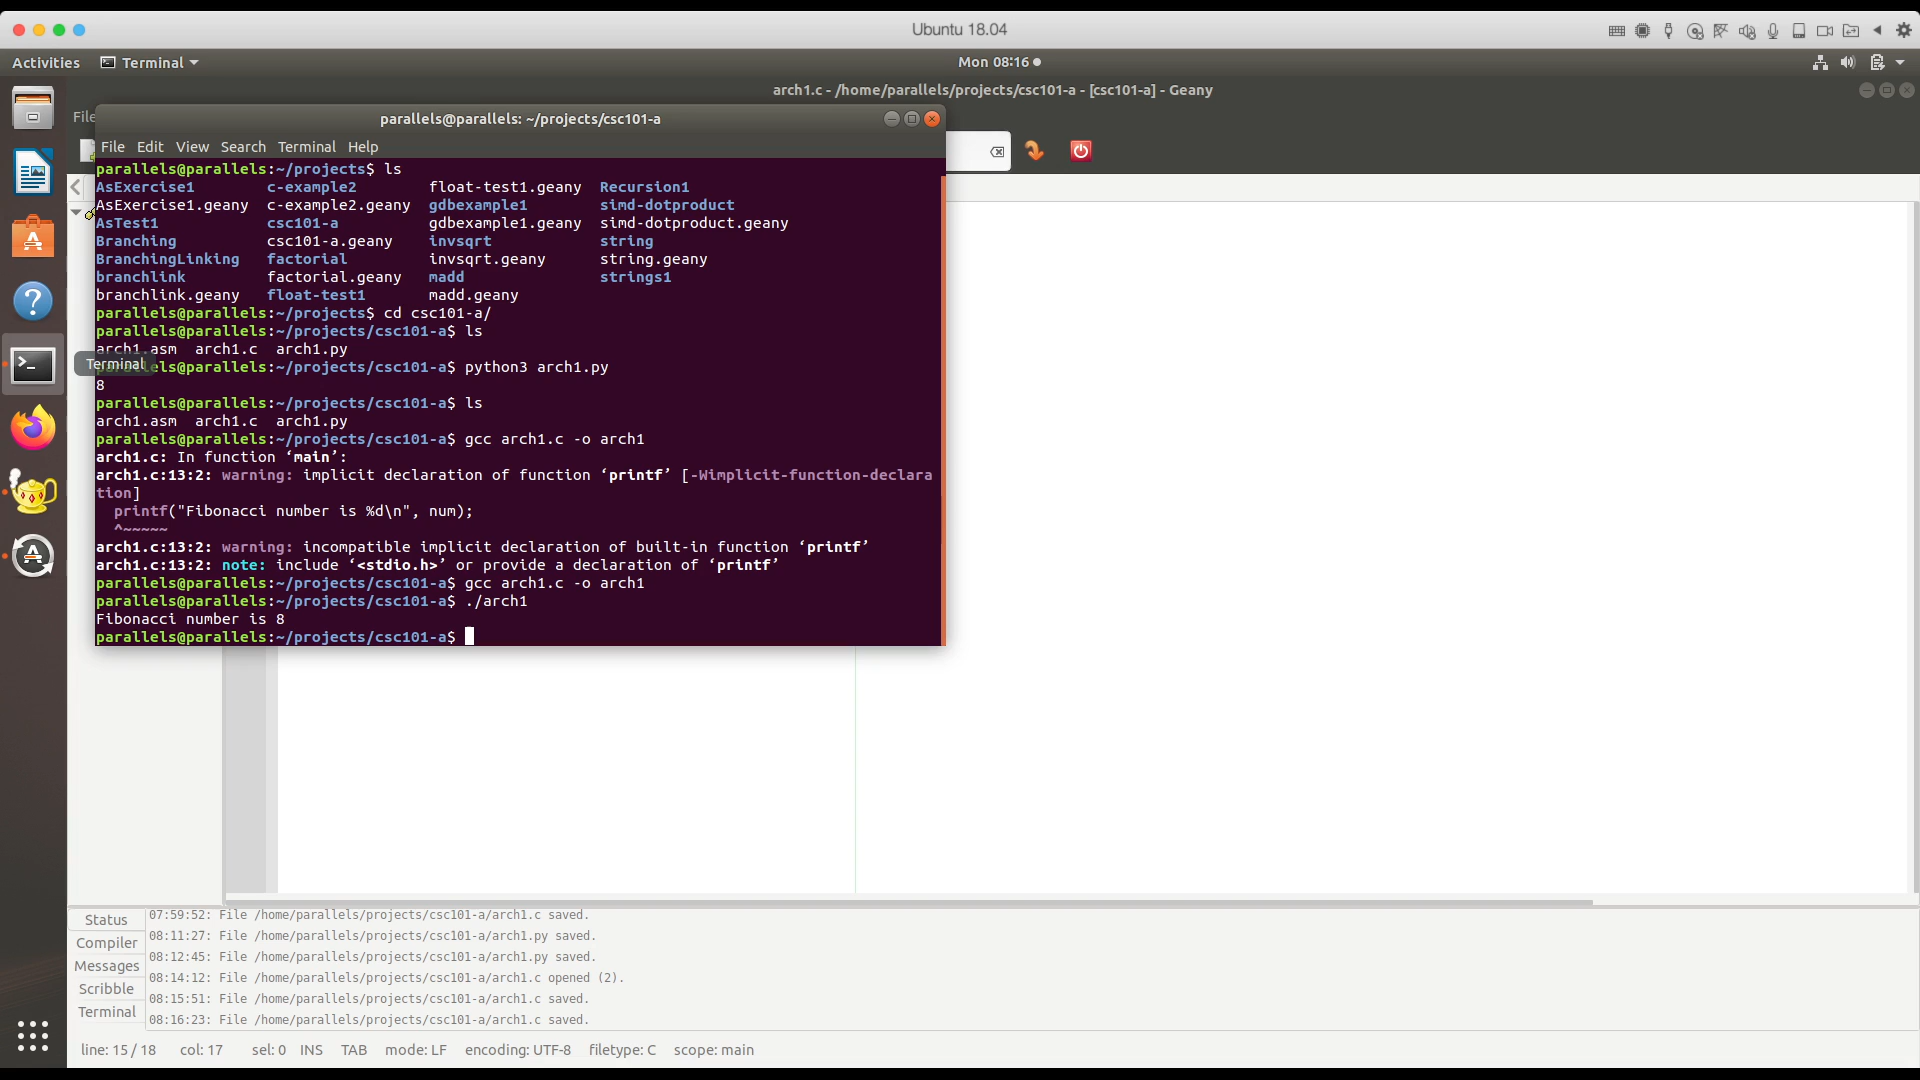 Ubuntu 18.04
Activities Terminal Mon 08:16
arch1.c - /home/parallels/projects/csc101-a - [csc101-a] - Geany
File
parallels@parallels: ~/projects/csc101-a
File Edit View Search Terminal Help
parallels@parallels:~/projects$ ls
AsExercise1 c-example2 float-test1.geany Recursion1
AsExercise1.geany c-example2.geany gdbexample1 simd-dotproduct
AsTest1 csc101-a gdbexample1.geany simd-dotproduct.geany
Branching csc101-a.geany invsqrt string
BranchingLinking factorial invsqrt.geany string.geany
branchlink factorial.geany madd strings1
branchlink.geany float-test1 madd.geany
parallels@parallels:~/projects$ cd csc101-a/
parallels@parallels:~/projects/csc101-a$ ls
arch1.asm arch1.c arch1.py
Terminal
parallels@parallels:~/projects/csc101-a$ python3 arch1.py
8
parallels@parallels:~/projects/csc101-a$ ls
arch1.asm arch1.c arch1.py
parallels@parallels:~/projects/csc101-a$ gcc arch1.c -o arch1
arch1.c: In function ‘main’:
arch1.c:13:2: warning: implicit declaration of function ‘printf’ [-Wimplicit-function-declara
tion]
printf("Fibonacci number is %d\n", num);
^~~~~~
arch1.c:13:2: warning: incompatible implicit declaration of built-in function ‘printf’
arch1.c:13:2: note: include ‘<stdio.h>’ or provide a declaration of ‘printf’
parallels@parallels:~/projects/csc101-a$ gcc arch1.c -o arch1
parallels@parallels:~/projects/csc101-a$ ./arch1
Fibonacci number is 8
parallels@parallels:~/projects/csc101-a$
Status
Compiler
Messages
Scribble
Terminal
07:59:52: File /home/parallels/projects/csc101-a/arch1.c saved.
08:11:27: File /home/parallels/projects/csc101-a/arch1.py saved.
08:12:45: File /home/parallels/projects/csc101-a/arch1.py saved.
08:14:12: File /home/parallels/projects/csc101-a/arch1.c opened (2).
08:15:51: File /home/parallels/projects/csc101-a/arch1.c saved.
08:16:23: File /home/parallels/projects/csc101-a/arch1.c saved.
line: 15 / 18 col: 17 sel: 0 INS TAB mode: LF encoding: UTF-8 filetype: C scope: main